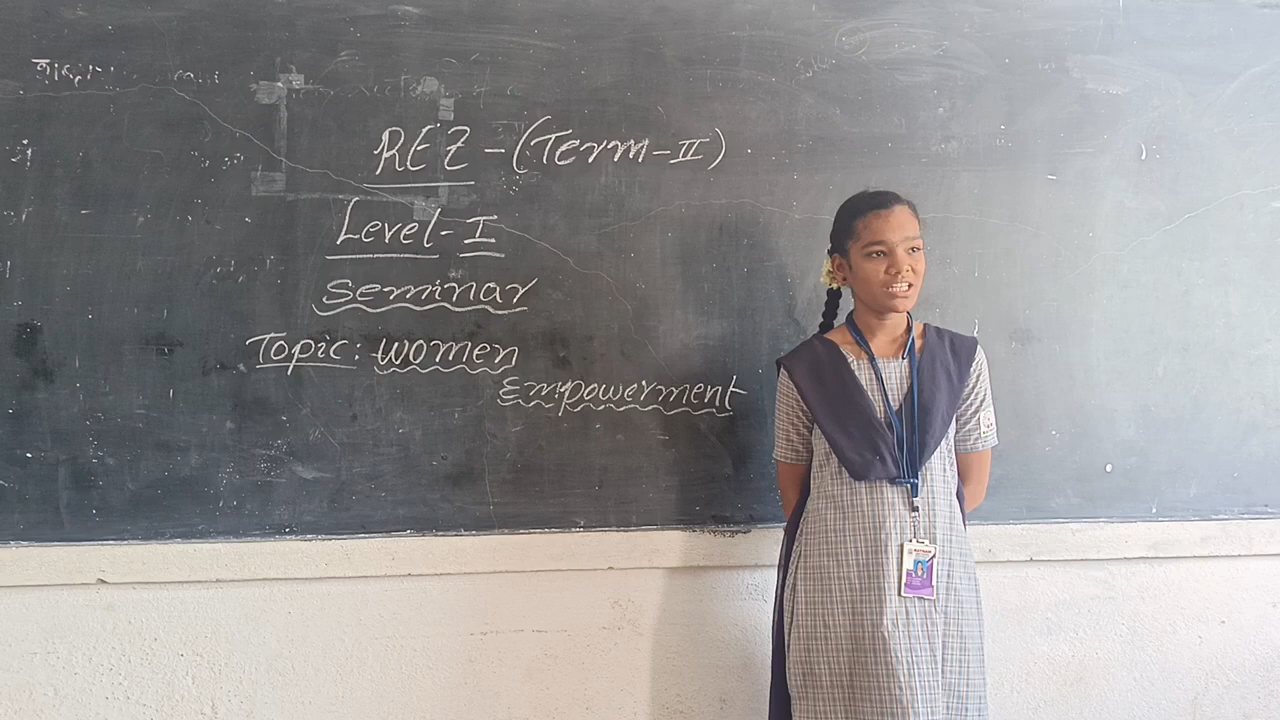 REZ - (Term-II)
Level-I
Seminar
Topic: women
Empowerment